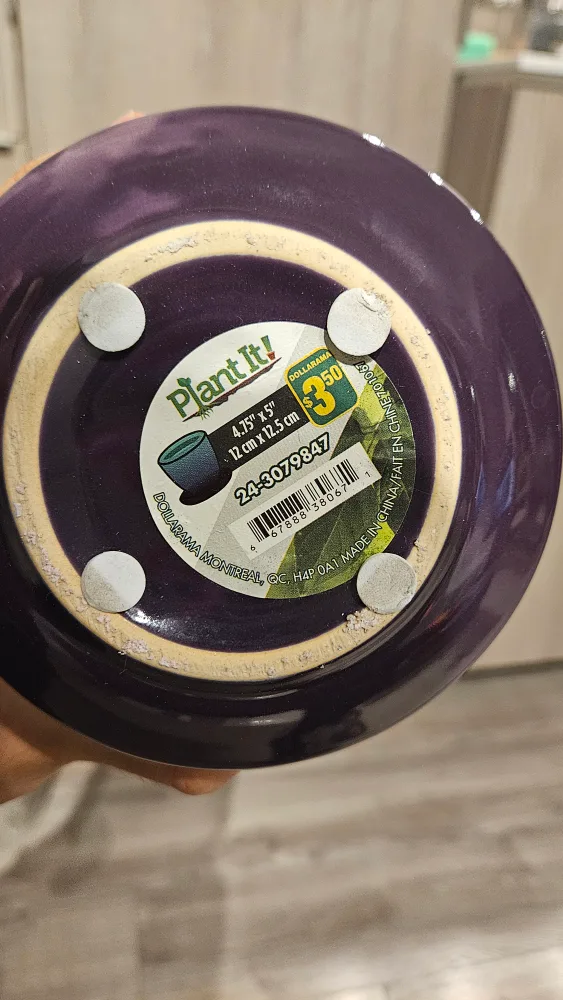 Plant It!
DOLLARAMA
$3.50
4.75" x 5"
12 cm x 12.5 cm
24-3079847
6 67888 38067 1
DOLLARAMA MONTREAL, QC, H4P 0A1 MADE IN CHINA/FAIT EN CHINE